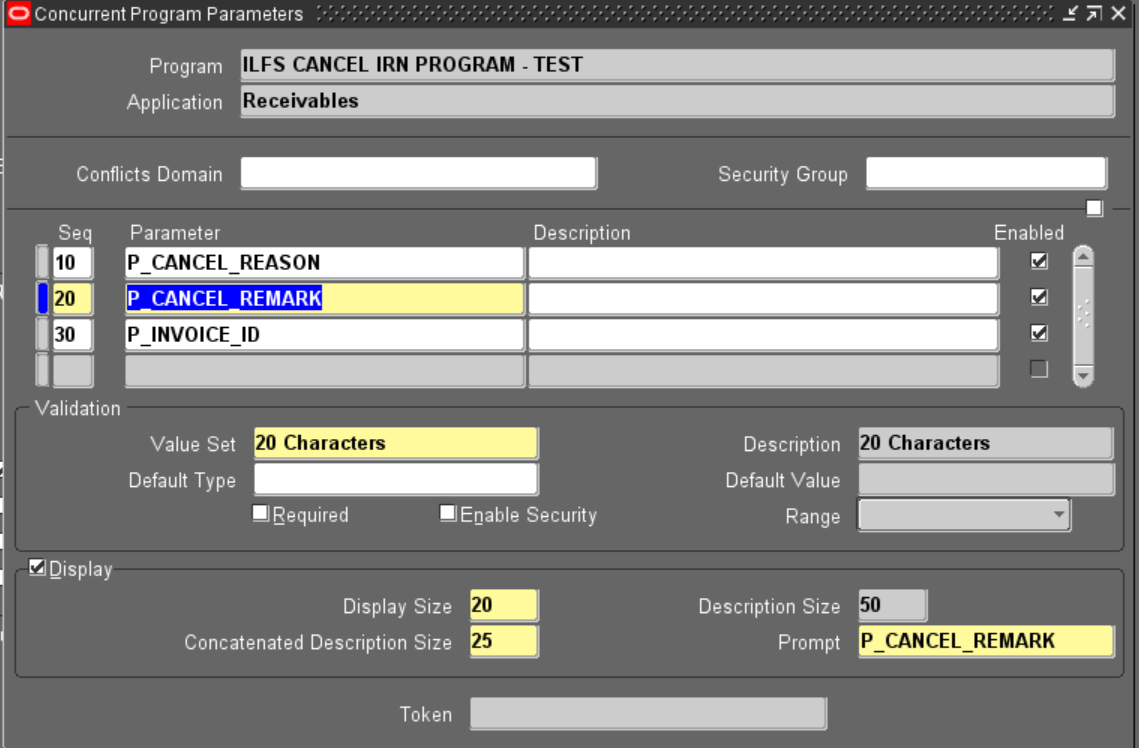 Concurrent Program Parameters
Program ILFS CANCEL IRN PROGRAM - TEST
Application Receivables
Conflicts Domain Security Group
Seq Parameter Description Enabled
10 P_CANCEL_REASON
20 P_CANCEL_REMARK
30 P_INVOICE_ID
Validation
Value Set 20 Characters Description 20 Characters
Default Type Default Value
Required Enable Security Range
Display
Display Size 20 Description Size 50
Concatenated Description Size 25 Prompt P_CANCEL_REMARK
Token